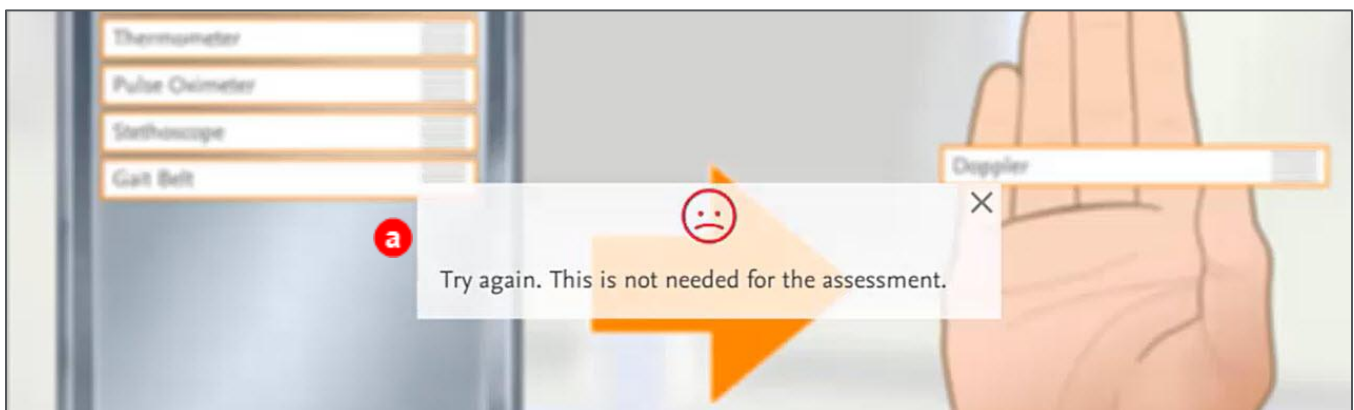 Thermometer
Pulse Oximeter
Stethoscope
Gait Belt
Doppler
a
Try again. This is not needed for the assessment.